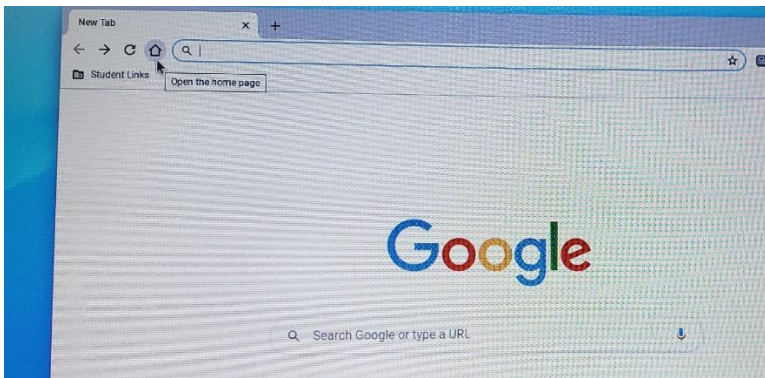 New Tab
Student Links
Open the home page
Google
Search Google or type a URL